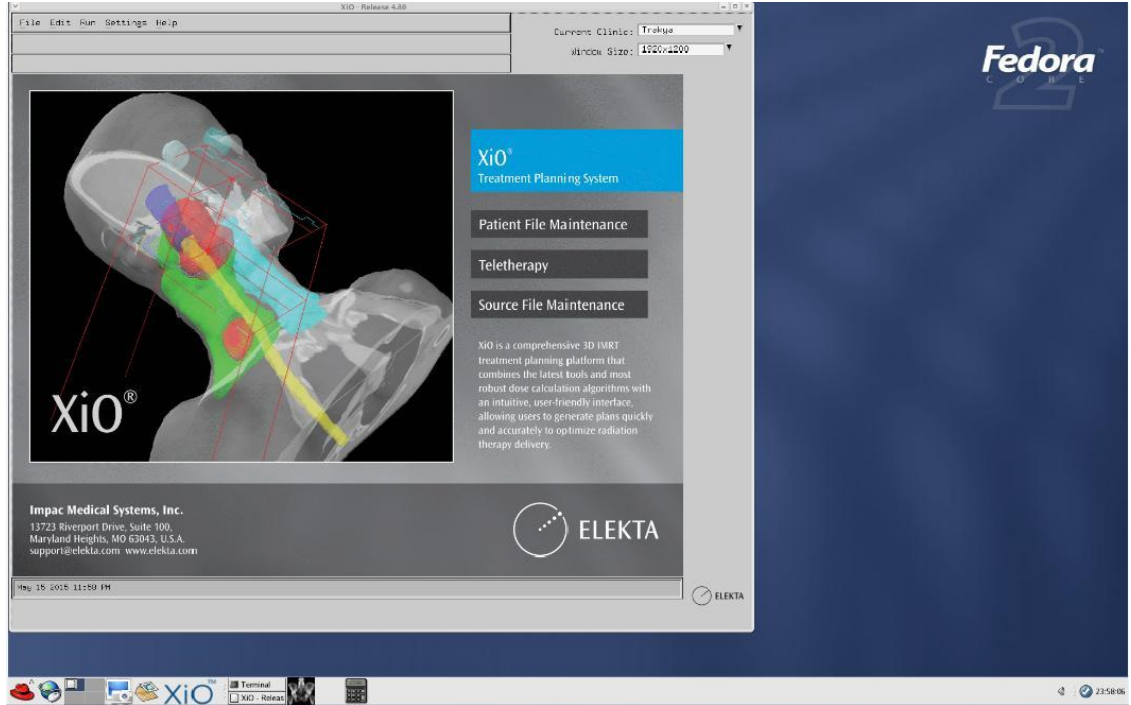 XiO - Release 4.80
File Edit Run Settings Help
Current Clinic: Trakya
Window Size: 1920x1200
Fedora
CORE
2
XiO®
Treatment Planning System
Patient File Maintenance
Teletherapy
Source File Maintenance
XiO is a comprehensive 3D IMRT
treatment planning platform that
combines the latest tools and most
robust dose calculation algorithms with
an intuitive, user-friendly interface,
allowing users to generate plans quickly
and accurately to optimize radiation
therapy delivery.
XiO®
Impac Medical Systems, Inc.
13723 Riverport Drive, Suite 100,
Maryland Heights, MO 63043, U.S.A.
support@elekta.com www.elekta.com
ELEKTA
May 15 2015 11:58 PM
ELEKTA
XiO™
Terminal
XiO - Releas
23:58:06